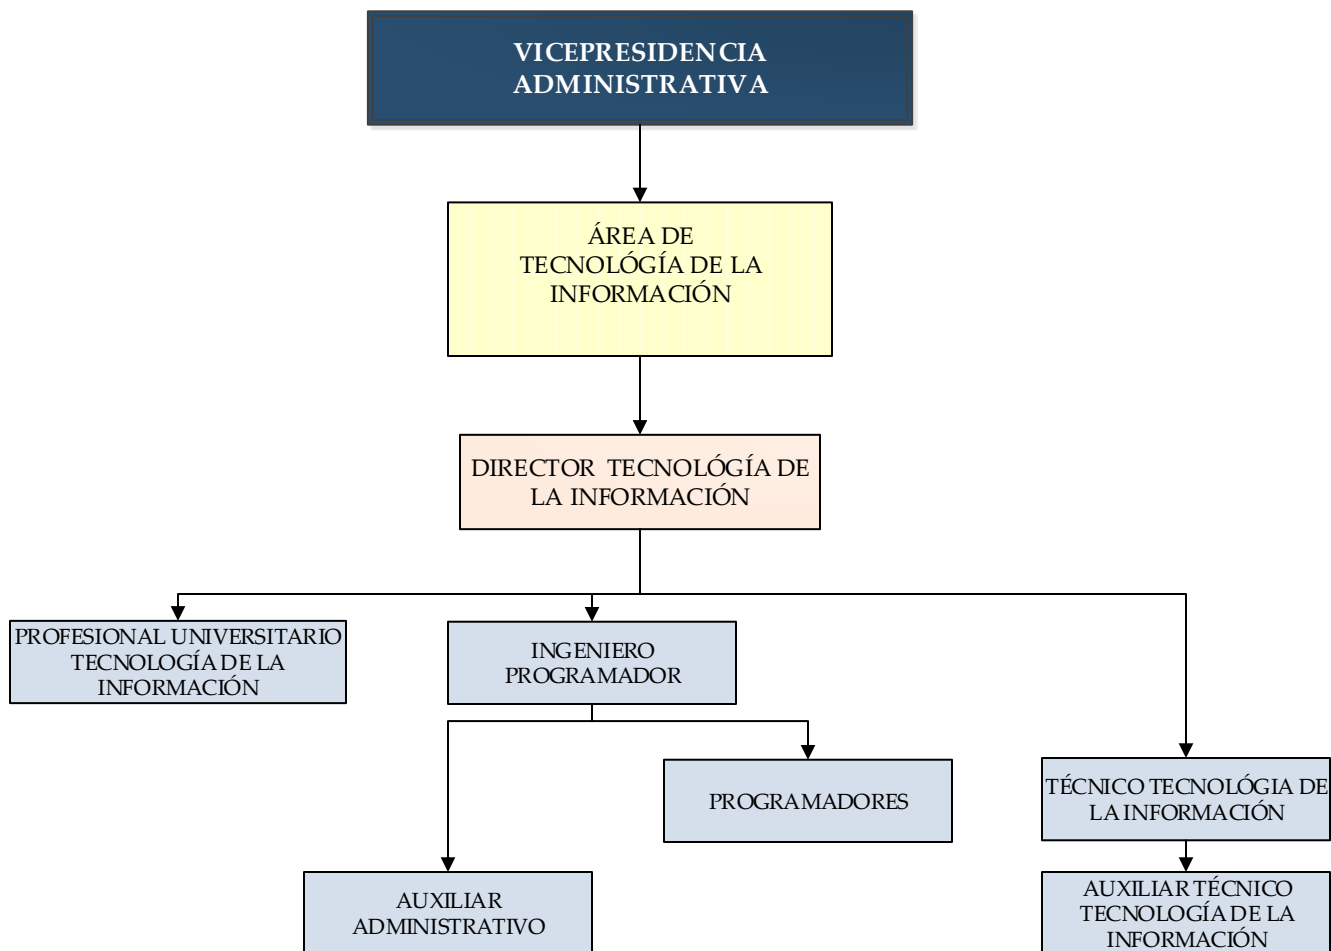 VICEPRESIDENCIA
ADMINISTRATIVA
ÁREA DE
TECNOLÓGÍA DE LA
INFORMACIÓN
DIRECTOR TECNOLÓGÍA DE
LA INFORMACIÓN
PROFESIONAL UNIVERSITARIO
TECNOLOGÍA DE LA
INFORMACIÓN
INGENIERO
PROGRAMADOR
PROGRAMADORES
TÉCNICO TECNOLÓGIA DE
LA INFORMACIÓN
AUXILIAR
ADMINISTRATIVO
AUXILIAR TÉCNICO
TECNOLOGÍA DE LA
INFORMACIÓN